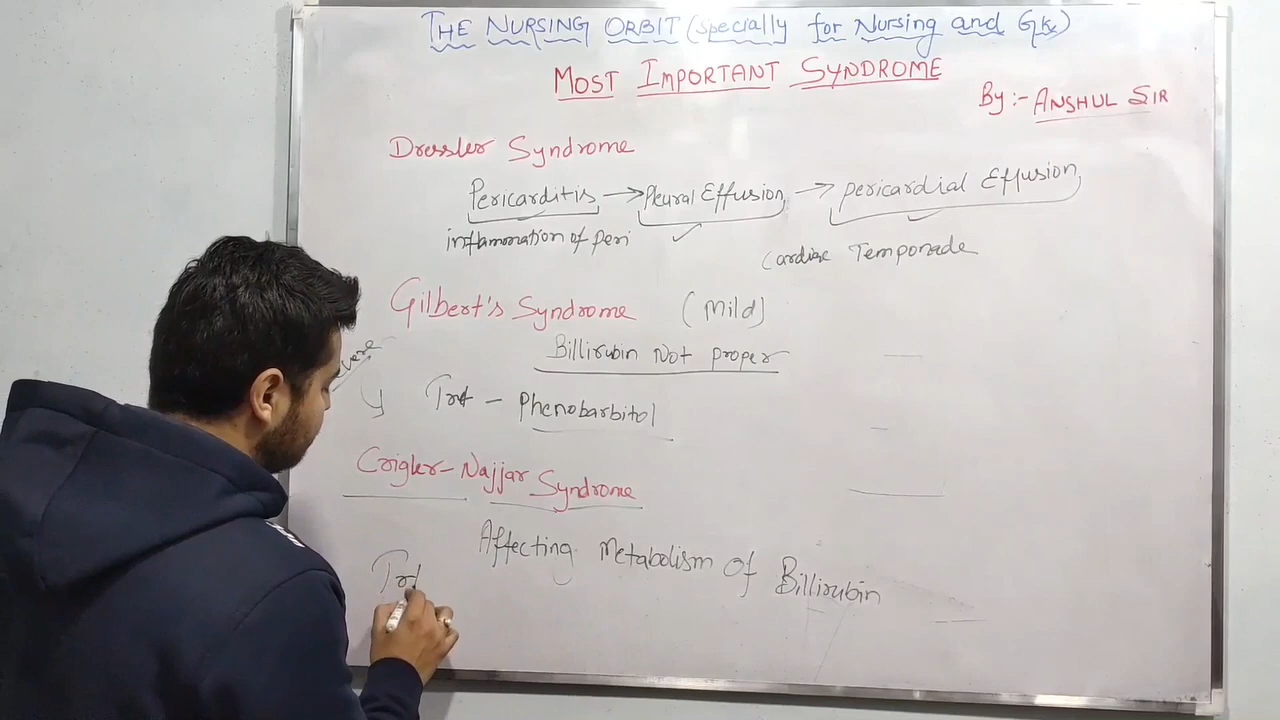 THE NURSING ORBIT (specially for Nursing and GKs)
MOST IMPORTANT SYNDROME
By :- ANSHUL SIR
Dressler Syndrome
Pericarditis → Pleural Effusion → pericardial Effusion
inflammation of Peri
Cardiac Temponade
Gilbert's Syndrome (Mild)
Billirubin Not proper
Trt - Phenobarbitol
Crigler-Najjar Syndrome
Affecting Metabolism Of Billirubin
Trt